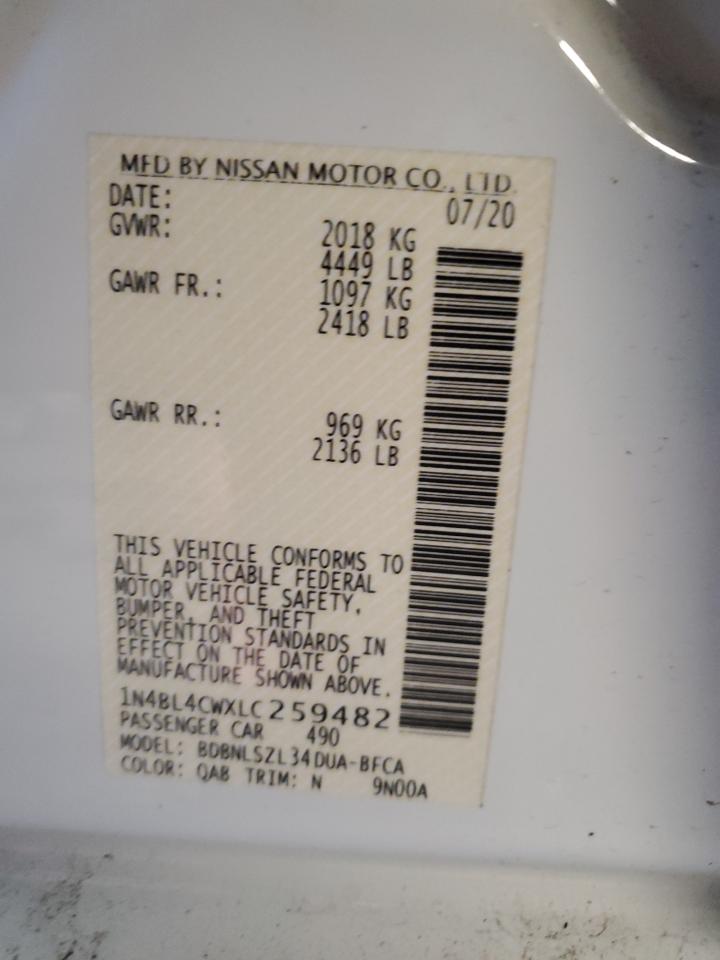 MFD BY NISSAN MOTOR CO., LTD.
DATE: 07/20
GVWR: 2018 KG
4449 LB
GAWR FR.: 1097 KG
2418 LB
GAWR RR.: 969 KG
2136 LB
THIS VEHICLE CONFORMS TO
ALL APPLICABLE FEDERAL
MOTOR VEHICLE SAFETY,
BUMPER, AND THEFT
PREVENTION STANDARDS IN
EFFECT ON THE DATE OF
MANUFACTURE SHOWN ABOVE.
1N4BL4CWXLC259482
PASSENGER CAR 490
MODEL: BDBNLSZL34DUA-BFCA
COLOR: QAB TRIM: N 9N00A